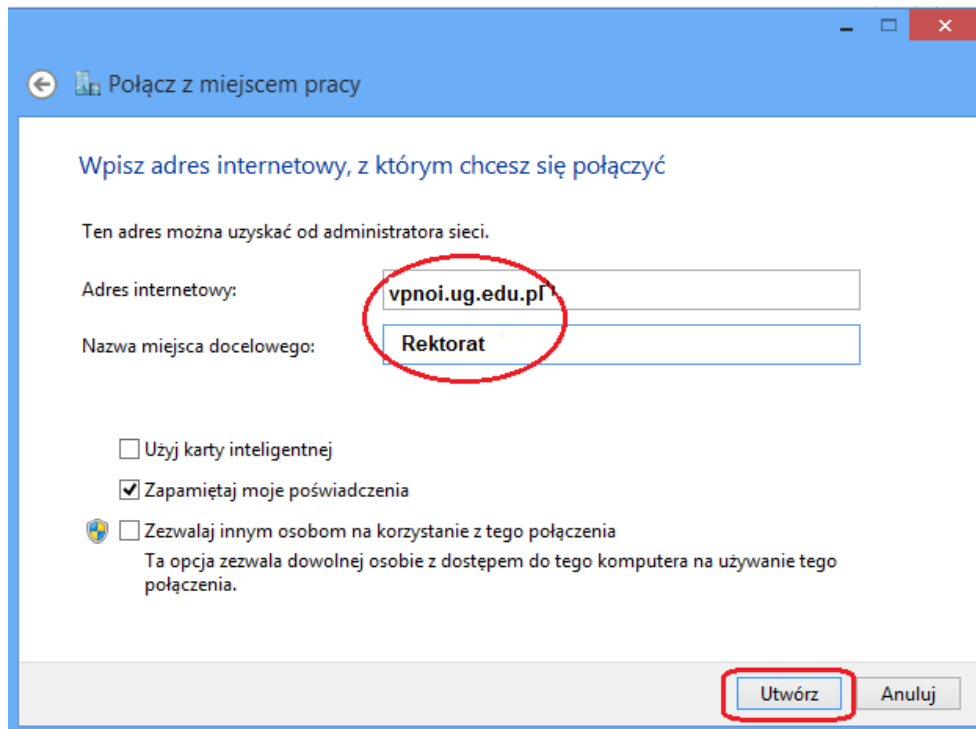 Połącz z miejscem pracy
Wpisz adres internetowy, z którym chcesz się połączyć
Ten adres można uzyskać od administratora sieci.
Adres internetowy: vpnoi.ug.edu.pl
Nazwa miejsca docelowego: Rektorat
Użyj karty inteligentnej
Zapamiętaj moje poświadczenia
Zezwalaj innym osobom na korzystanie z tego połączenia
Ta opcja zezwala dowolnej osobie z dostępem do tego komputera na używanie tego
połączenia.
Utwórz Anuluj